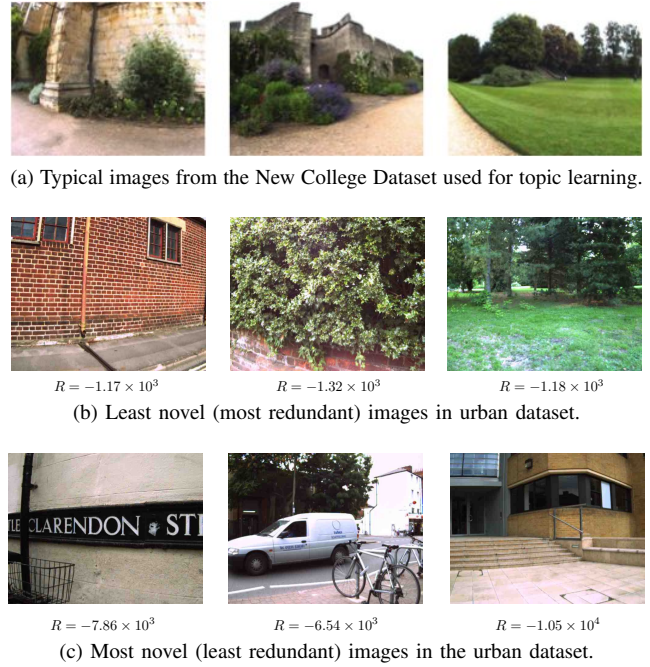 (a) Typical images from the New College Dataset used for topic learning.
R = −1.17 × 10³
R = −1.32 × 10³
R = −1.18 × 10³
(b) Least novel (most redundant) images in urban dataset.
TLE CLARENDON STE
R = −7.86 × 10³
R = −6.54 × 10³
R = −1.05 × 10⁴
(c) Most novel (least redundant) images in the urban dataset.